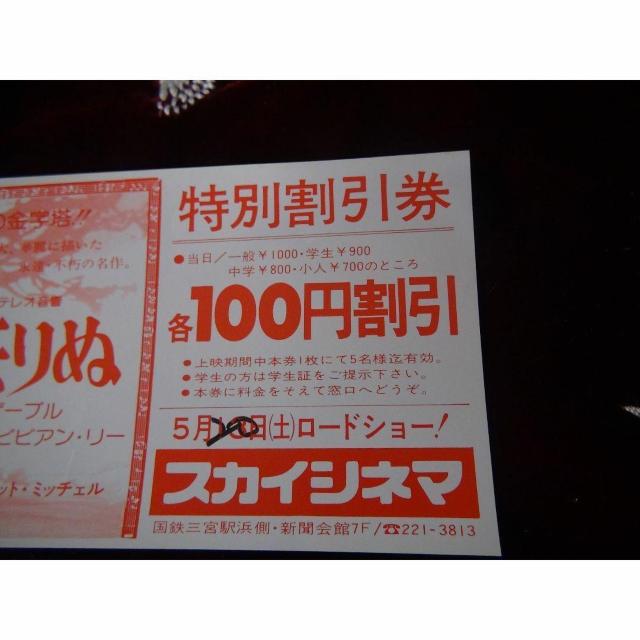 の金字塔!!
華麗に描いた
永遠・不朽の名作。
テレオ音響
りぬ
ーブル
ビビアン・リー
ット・ミッチェル
特別割引券
●当日/一般¥1000・学生¥900
中学¥800・小人¥700のところ
各100円割引
●上映期間中本券1枚にて5名様迄有効。
●学生の方は学生証をご提示下さい。
●本券に料金をそえて窓口へどうぞ。
5月20日(土)ロードショー!
スカイシネマ
国鉄三宮駅浜側・新聞会館7F/☎221-3813